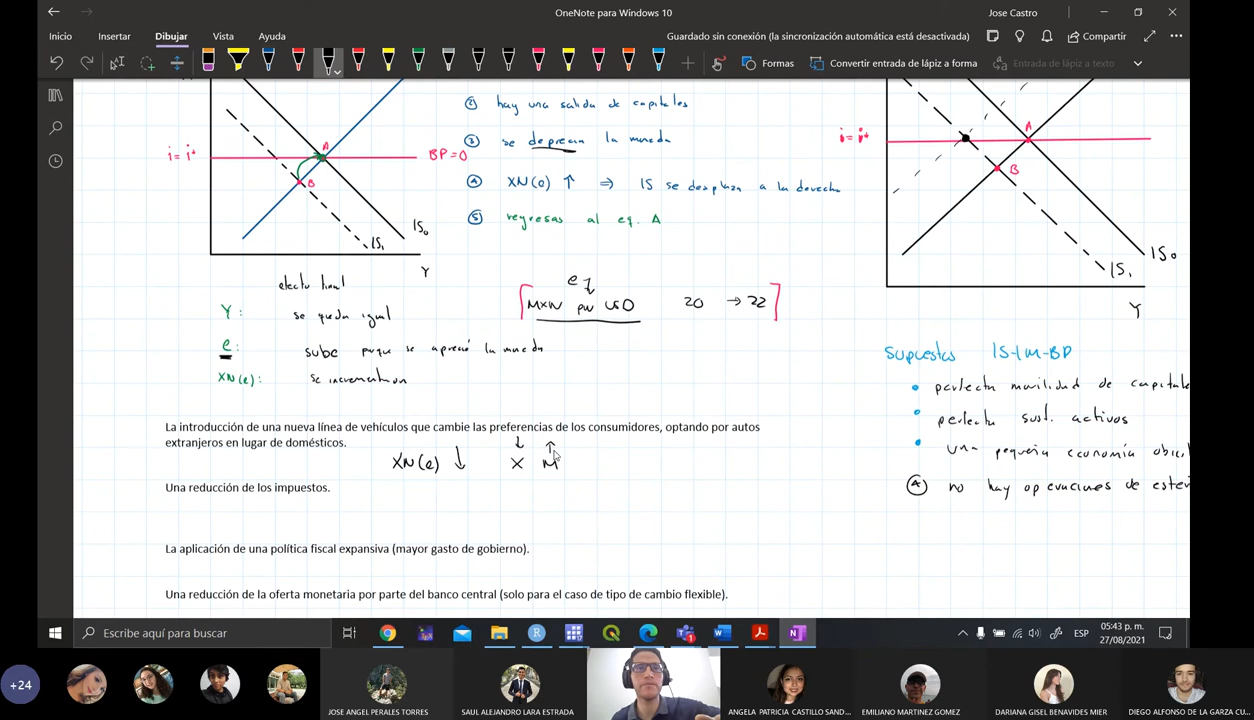 OneNote para Windows 10
Jose Castro
Inicio Insertar Dibujar Vista Ayuda
Guardado sin conexión (la sincronización automática está desactivada)
Compartir
Formas
Convertir entrada de lápiz a forma
Entrada de lápiz a texto
② hay una salida de capitales
③ se deprecia la moneda
④ XN(e) ↑ ⇒ IS se desplaza a la derecha
⑤ regresas al eq. A
i = i* A BP=0
B
IS₀
IS₁
Y
i = i* A
B
IS₀
IS₁
Y
efecto final
Y: se queda igual
e: sube porque se apreció la moneda
XN(e): se incrementaron
e
MXN por USD 20 → 22
Supuestos IS-LM-BP
• perfecta movilidad de capitale
• perfecta sust. activos
• una pequeña economía
④ no hay operaciones de
La introducción de una nueva línea de vehículos que cambie las preferencias de los consumidores, optando por autos
extranjeros en lugar de domésticos.
XN(e) ↓ ↓X ↑M
Una reducción de los impuestos.
La aplicación de una política fiscal expansiva (mayor gasto de gobierno).
Una reducción de la oferta monetaria por parte del banco central (solo para el caso de tipo de cambio flexible).
Escribe aquí para buscar
ESP
05:43 p. m.
27/08/2021
+24
JOSE ANGEL PERALES TORRES
SAUL ALEJANDRO LARA ESTRADA
ANGELA PATRICIA CASTILLO SAND...
EMILIANO MARTINEZ GOMEZ
DARIANA GISEL BENAVIDES MIER
DIEGO ALFONSO DE LA GARZA CU...